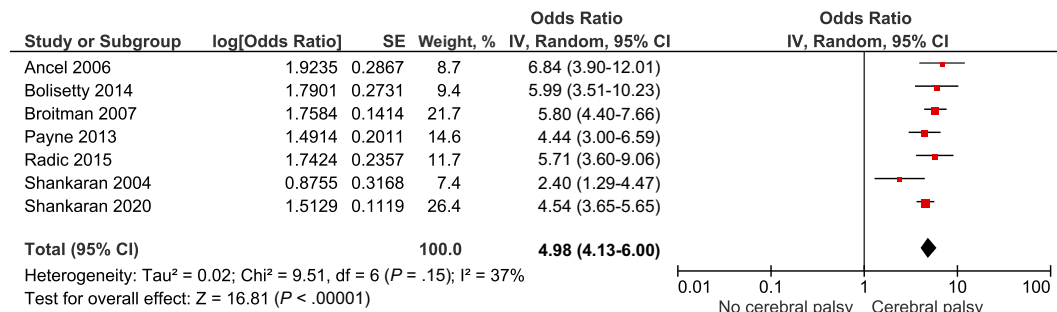 Odds Ratio Odds Ratio
Study or Subgroup log[Odds Ratio] SE Weight, % IV, Random, 95% CI IV, Random, 95% CI
Ancel 2006 1.9235 0.2867 8.7 6.84 (3.90-12.01)
Bolisetty 2014 1.7901 0.2731 9.4 5.99 (3.51-10.23)
Broitman 2007 1.7584 0.1414 21.7 5.80 (4.40-7.66)
Payne 2013 1.4914 0.2011 14.6 4.44 (3.00-6.59)
Radic 2015 1.7424 0.2357 11.7 5.71 (3.60-9.06)
Shankaran 2004 0.8755 0.3168 7.4 2.40 (1.29-4.47)
Shankaran 2020 1.5129 0.1119 26.4 4.54 (3.65-5.65)
Total (95% CI) 100.0 4.98 (4.13-6.00)
Heterogeneity: Tau² = 0.02; Chi² = 9.51, df = 6 (P = .15); I² = 37%
Test for overall effect: Z = 16.81 (P < .00001)
0.01 0.1 1 10 100
No cerebral palsy Cerebral palsy